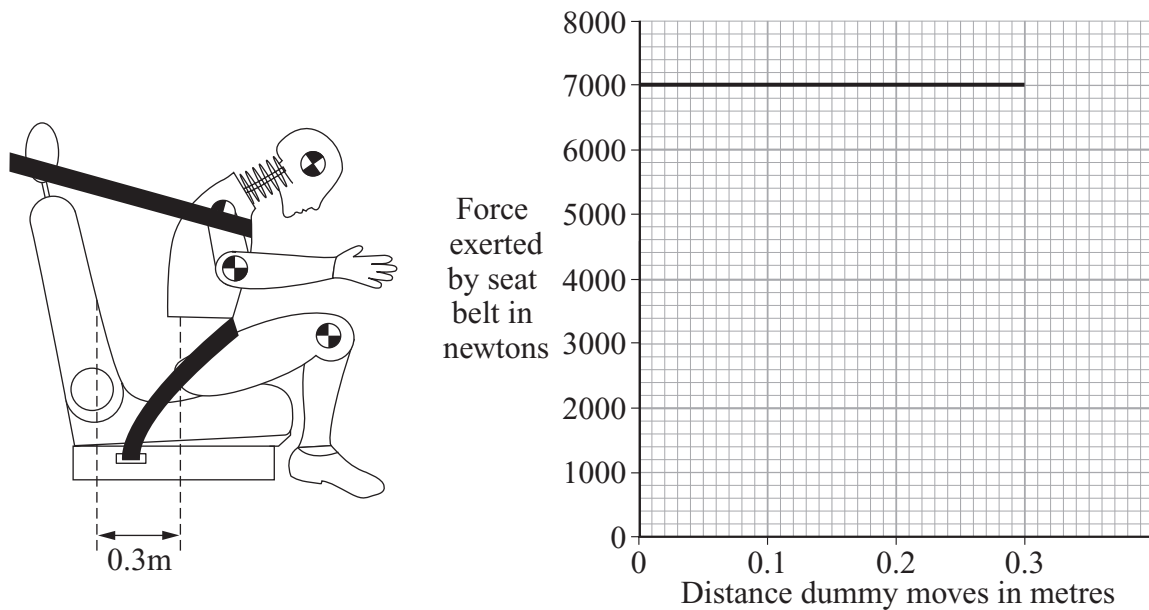 0.3m
Force
exerted
by seat
belt in
newtons
8000
7000
6000
5000
4000
3000
2000
1000
0
0 0.1 0.2 0.3
Distance dummy moves in metres